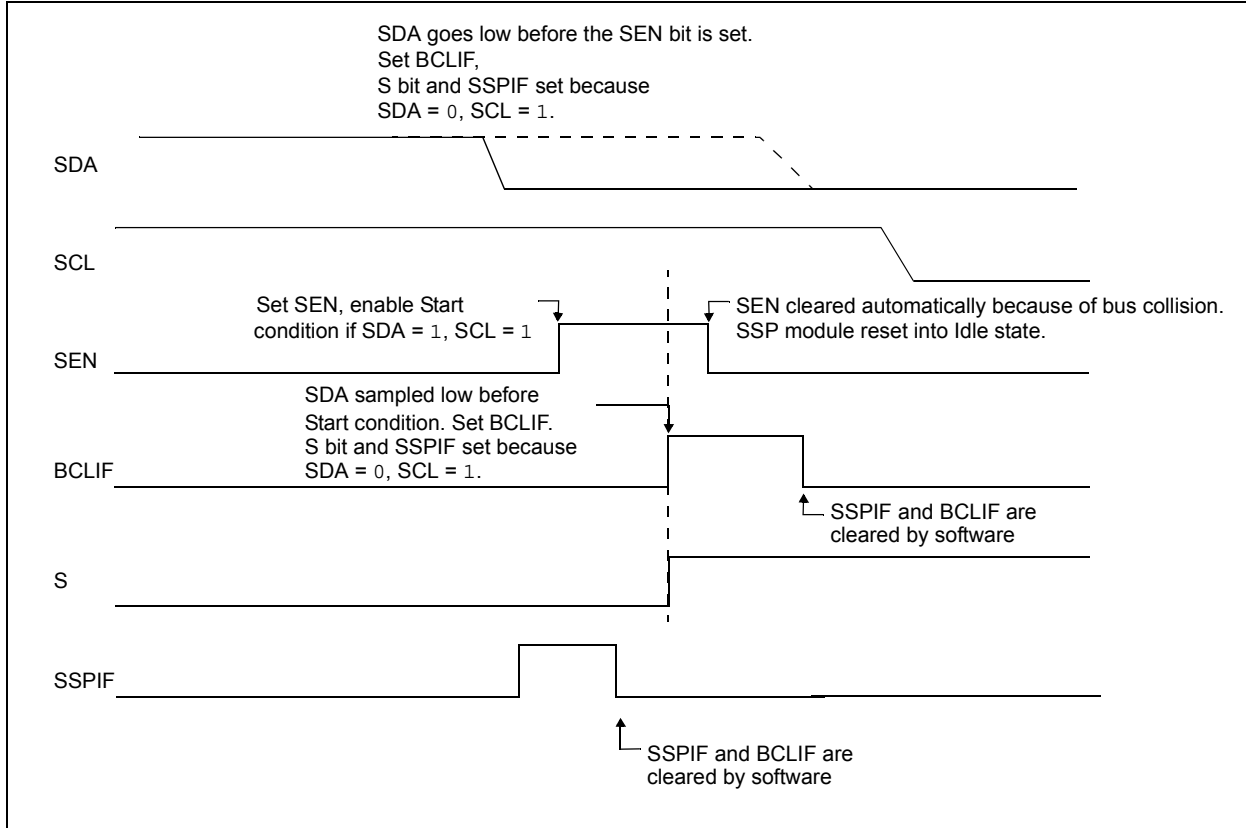 SDA goes low before the SEN bit is set.
Set BCLIF,
S bit and SSPIF set because
SDA = 0, SCL = 1.
SDA
SCL
Set SEN, enable Start
condition if SDA = 1, SCL = 1
SEN cleared automatically because of bus collision.
SSP module reset into Idle state.
SEN
SDA sampled low before
Start condition. Set BCLIF.
S bit and SSPIF set because
SDA = 0, SCL = 1.
BCLIF
SSPIF and BCLIF are
cleared by software
S
SSPIF
SSPIF and BCLIF are
cleared by software